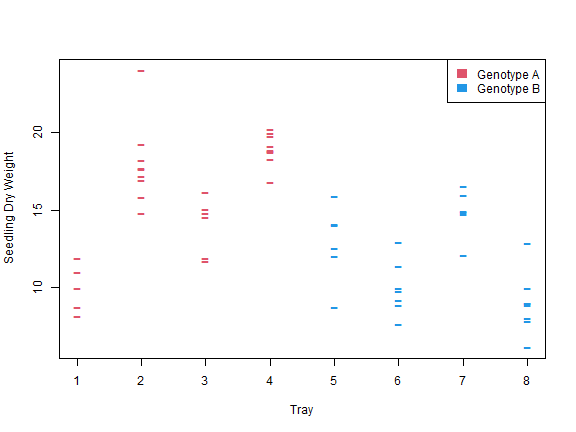 Genotype A
Genotype B
20
15
10
Seedling Dry Weight
1 2 3 4 5 6 7 8
Tray